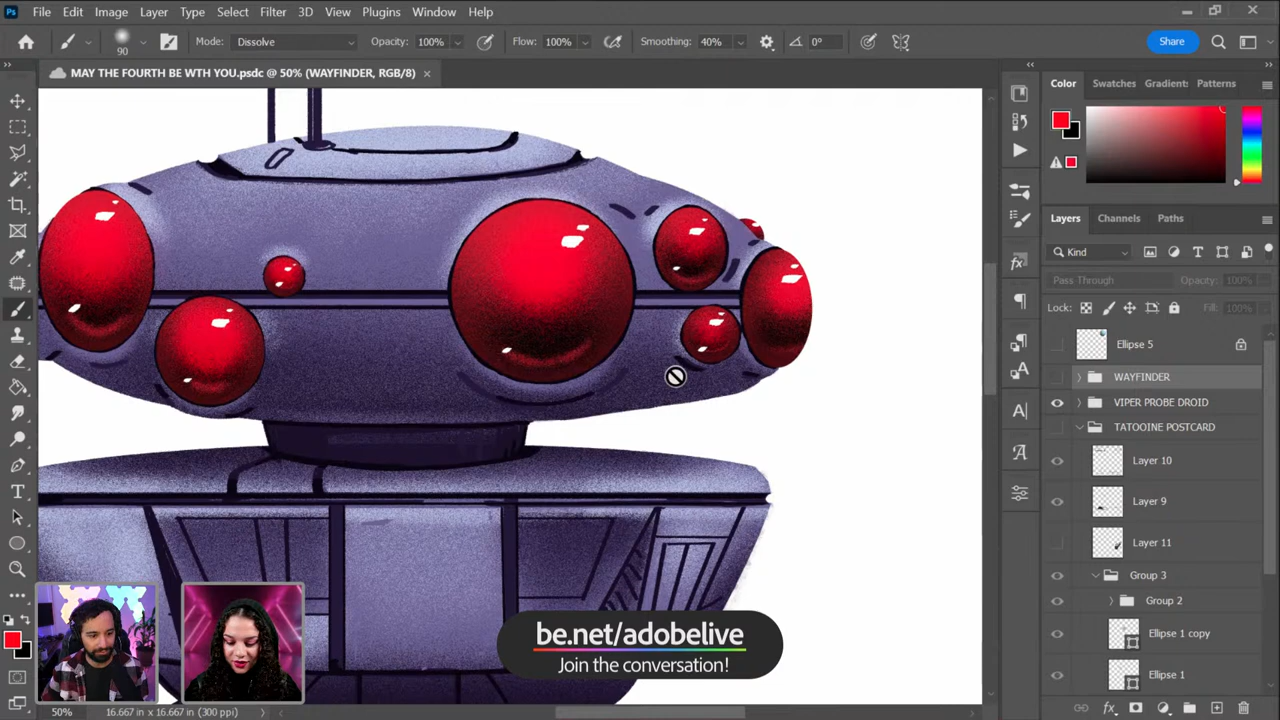 Ps File Edit Image Layer Type Select Filter 3D View Plugins Window Help
90 Mode: Dissolve Opacity: 100% Flow: 100% Smoothing: 40% 0° Share
MAY THE FOURTH BE WTH YOU.psdc @ 50% (WAYFINDER, RGB/8) ×
Color Swatches Gradient: Patterns
Layers Channels Paths
Kind
Pass Through Opacity: 100%
Lock: Fill: 100%
Ellipse 5
WAYFINDER
VIPER PROBE DROID
TATOOINE POSTCARD
Layer 10
Layer 9
Layer 11
Group 3
Group 2
Ellipse 1 copy
Ellipse 1
be.net/adobelive
Join the conversation!
50% 16.667 in x 16.667 in (300 ppi)